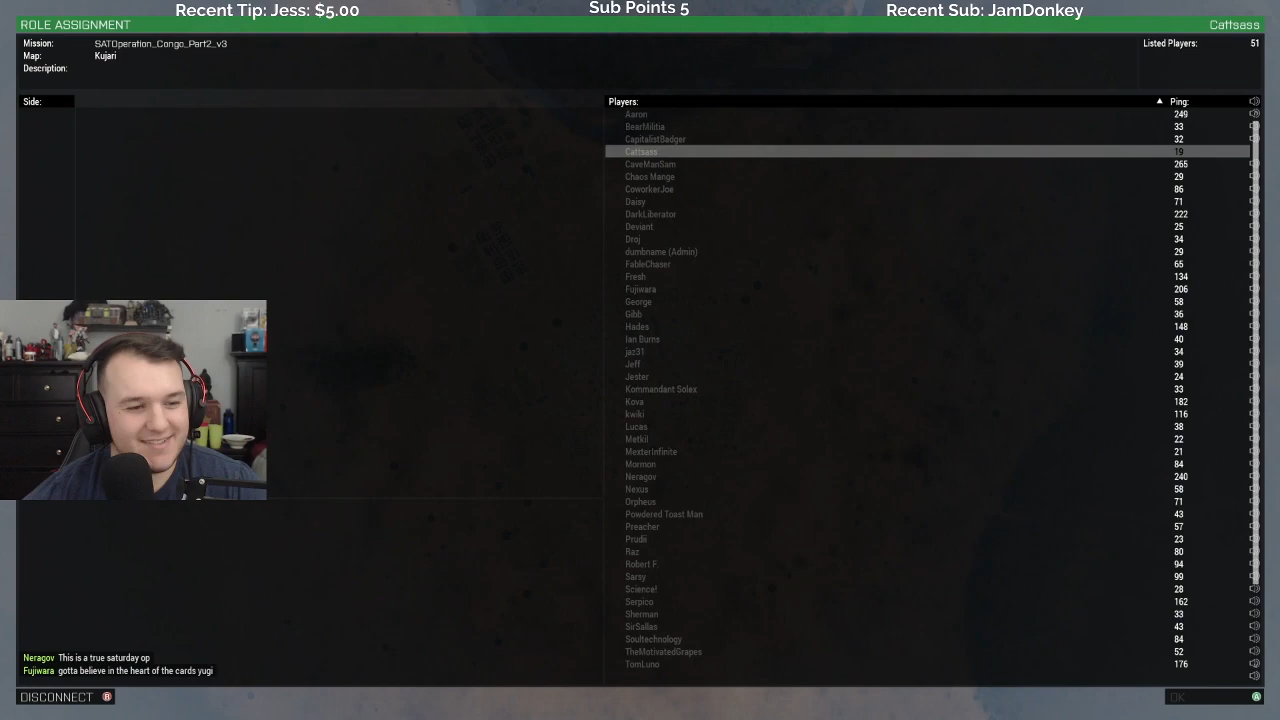 Recent Tip: Jess: $5.00 Sub Points 5 Recent Sub: JamDonkey
ROLE ASSIGNMENT Cattsass
Mission: SATOperation_Congo_Part2_v3 Listed Players: 51
Map: Kujari
Description:
Side: Players: Ping:
Aaron 249
BearMilitia 33
CapitalistBadger 32
Cattsass 19
CaveManSam 265
Chaos Mange 29
CoworkerJoe 86
Daisy 71
DarkLiberator 222
Deviant 25
Droj 34
dumbname (Admin) 29
FableChaser 65
Fresh 134
Fujiwara 206
George 58
Gibb 36
Hades 148
Ian Burns 40
jaz31 34
Jeff 39
Jester 24
Kommandant Solex 33
Kova 182
kwiki 116
Lucas 38
Metkil 22
MexterInfinite 21
Mormon 84
Neragov 240
Nexus 58
Orpheus 71
Powdered Toast Man 43
Preacher 57
Prudii 23
Raz 80
Robert F. 94
Sarsy 99
Science! 28
Serpico 162
Sherman 33
SirSallas 43
Soultechnology 84
TheMotivatedGrapes 52
TomLuno 176
Neragov This is a true saturday op
Fujiwara gotta believe in the heart of the cards yugi
DISCONNECT B OK A